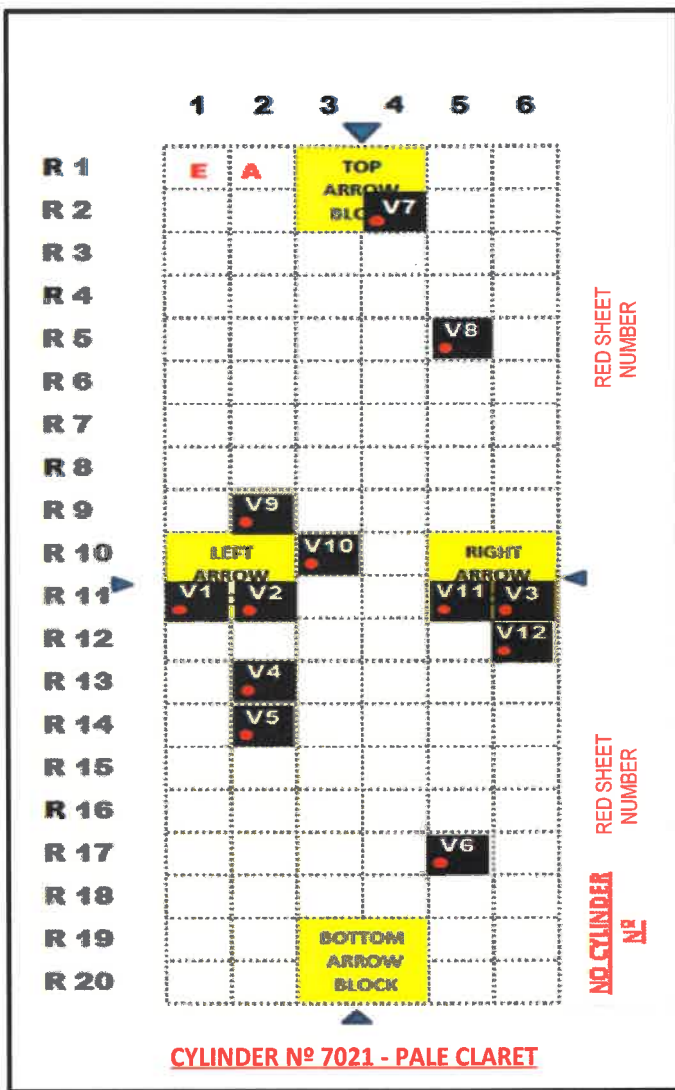 1 2 3 4 5 6
R 1 E A TOP
ARROW
R 2 BLO V7
R 3
R 4
R 5 V8
R 6
R 7
R 8
R 9 V9
R 10 LEFT V10 RIGHT
ARROW ARROW
R 11 V1 V2 V11 V3
R 12 V12
R 13 V4
R 14 V5
R 15
R 16
R 17 V6
R 18
R 19 BOTTOM
ARROW
R 20 BLOCK
RED SHEET
NUMBER
RED SHEET
NUMBER
NO CYLINDER
Nº
CYLINDER Nº 7021 - PALE CLARET